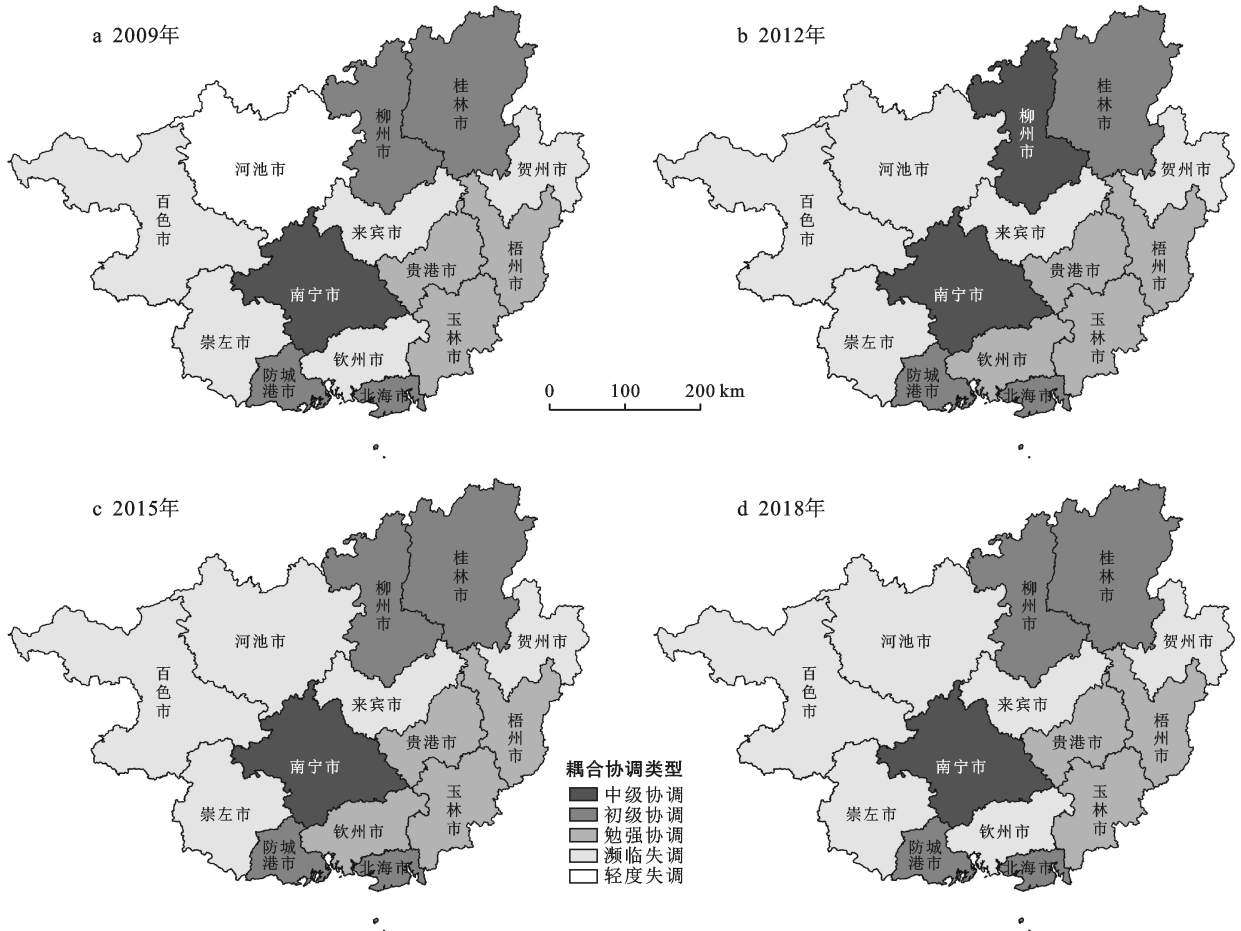 a 2009年
桂林市
柳州市
贺州市
河池市
百色市
来宾市
梧州市
贵港市
南宁市
玉林市
崇左市
钦州市
防城港市
北海市
b 2012年
桂林市
柳州市
贺州市
河池市
百色市
来宾市
梧州市
贵港市
南宁市
玉林市
崇左市
钦州市
防城港市
北海市
0 100 200 km
c 2015年
桂林市
柳州市
贺州市
河池市
百色市
来宾市
梧州市
贵港市
南宁市
玉林市
崇左市
钦州市
防城港市
北海市
d 2018年
桂林市
柳州市
贺州市
河池市
百色市
来宾市
梧州市
贵港市
南宁市
玉林市
崇左市
钦州市
防城港市
北海市
耦合协调类型
中级协调
初级协调
勉强协调
濒临失调
轻度失调